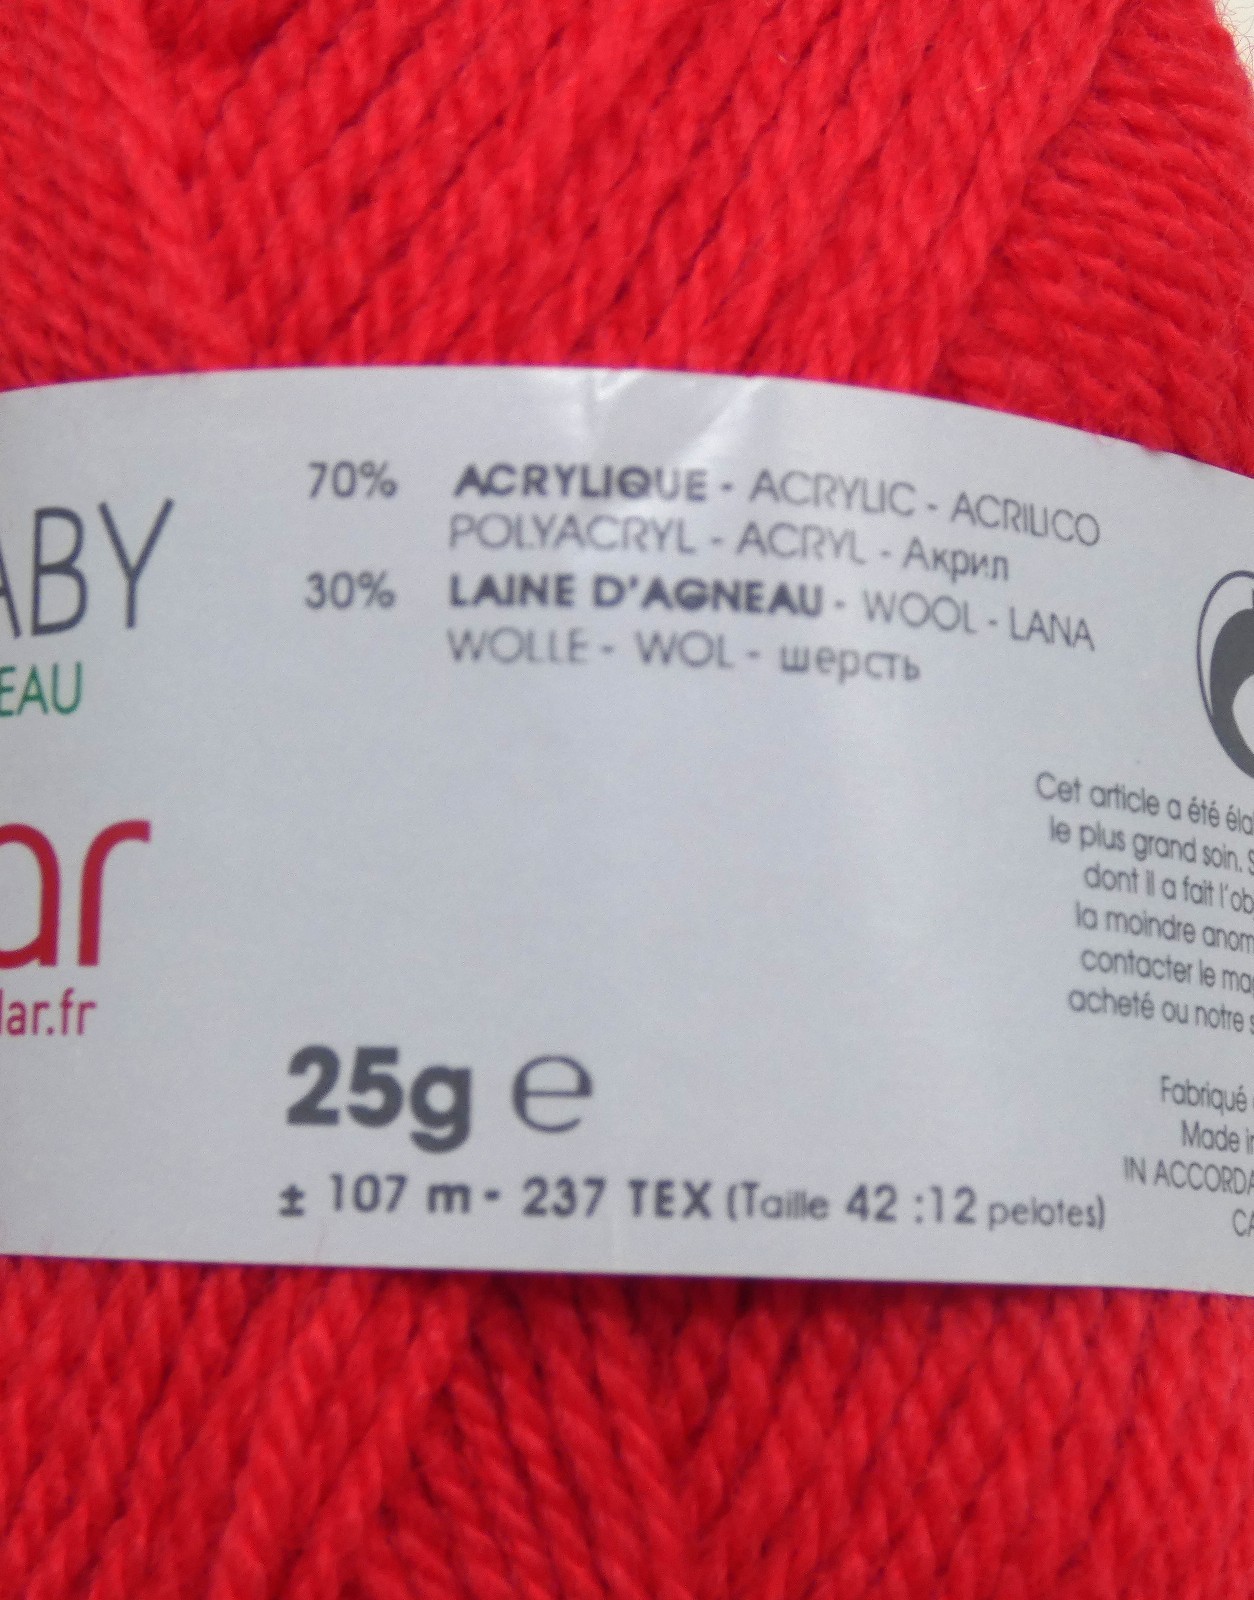 ABY
EAU
ar
lar.fr
70% ACRYLIQUE - ACRYLIC - ACRILICO
POLYACRYL - ACRYL - Акрил
30% LAINE D'AGNEAU - WOOL - LANA
WOLLE - WOL - шерсть
25g ℮
± 107 m - 237 TEX (Taille 42 :12 pelotes)
Cet article a été éla
le plus grand soin. S
dont il a fait l'ob
la moindre anom
contacter le mag
acheté ou notre s
Fabriqué
Made in
IN ACCORDA
CA